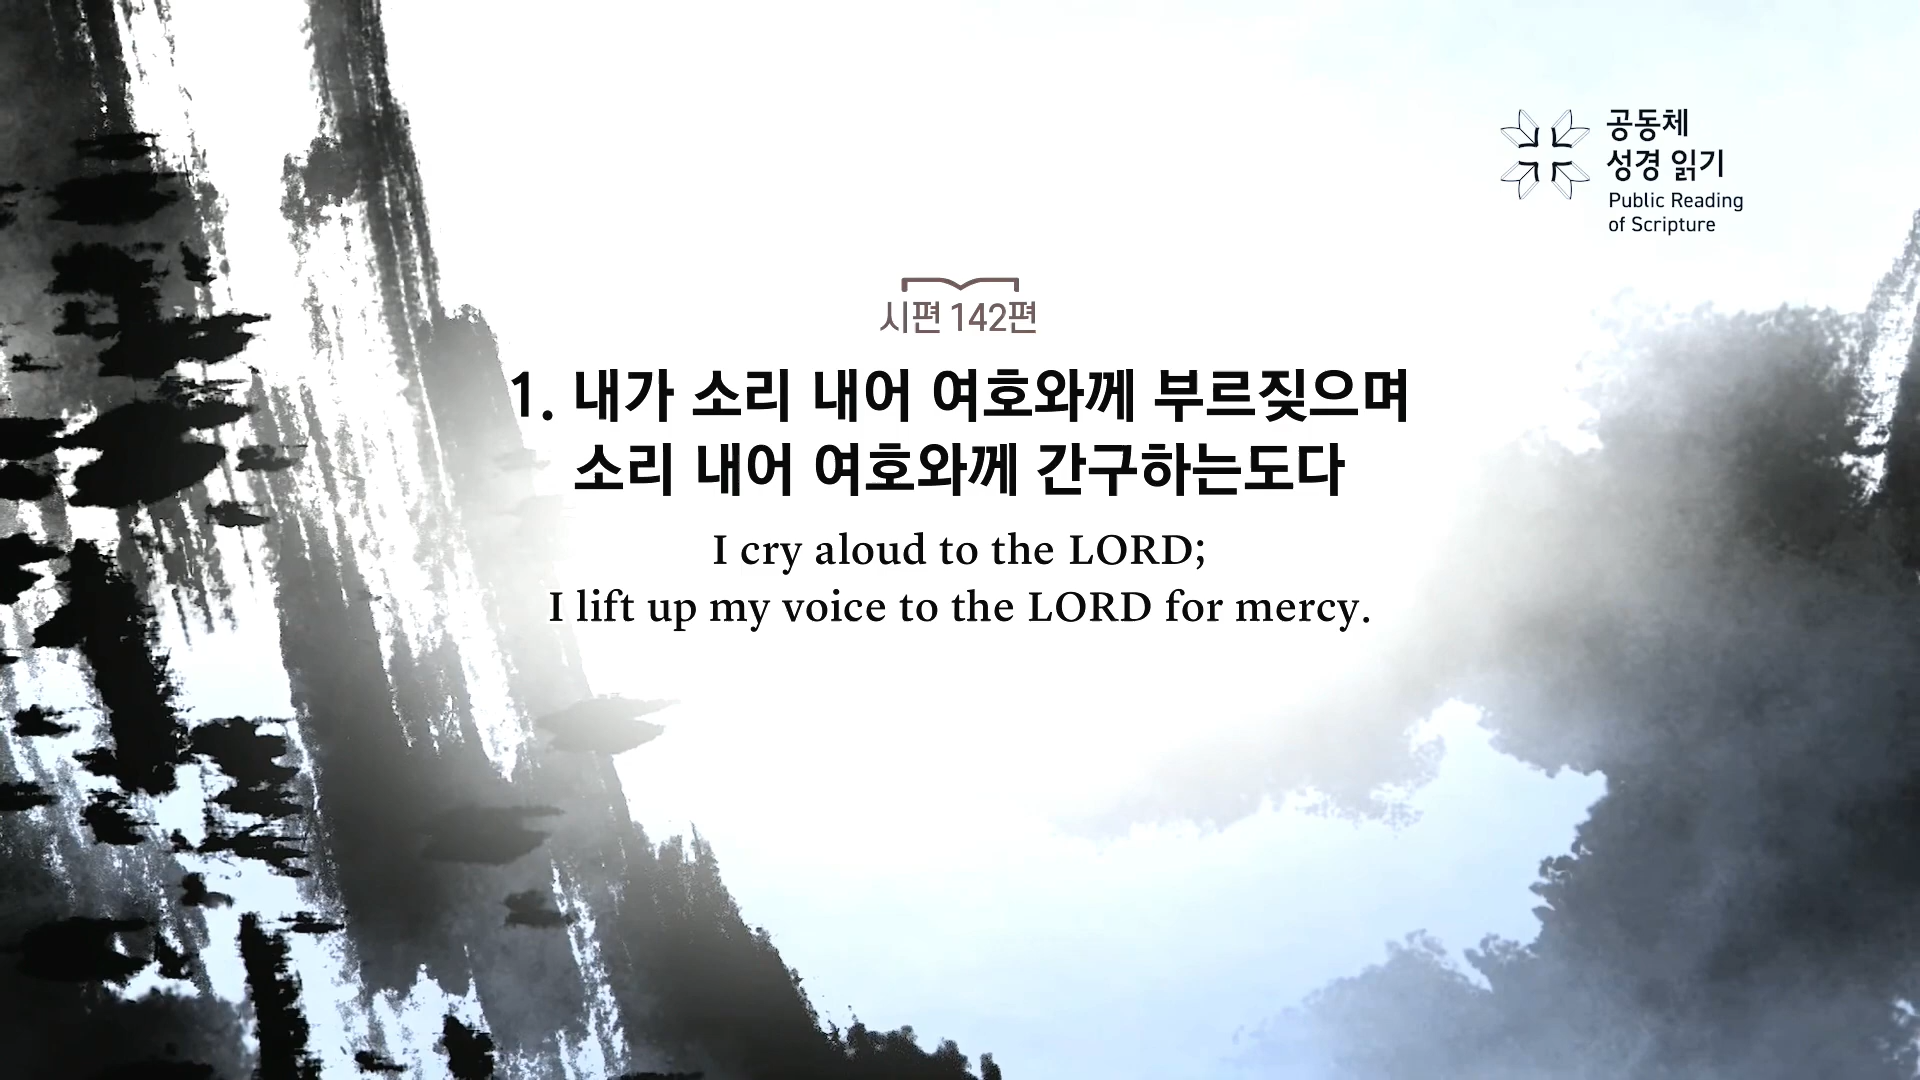 공동체
성경 읽기
Public Reading
of Scripture
시편 142편
1. 내가 소리 내어 여호와께 부르짖으며
소리 내어 여호와께 간구하는도다
I cry aloud to the LORD;
I lift up my voice to the LORD for mercy.